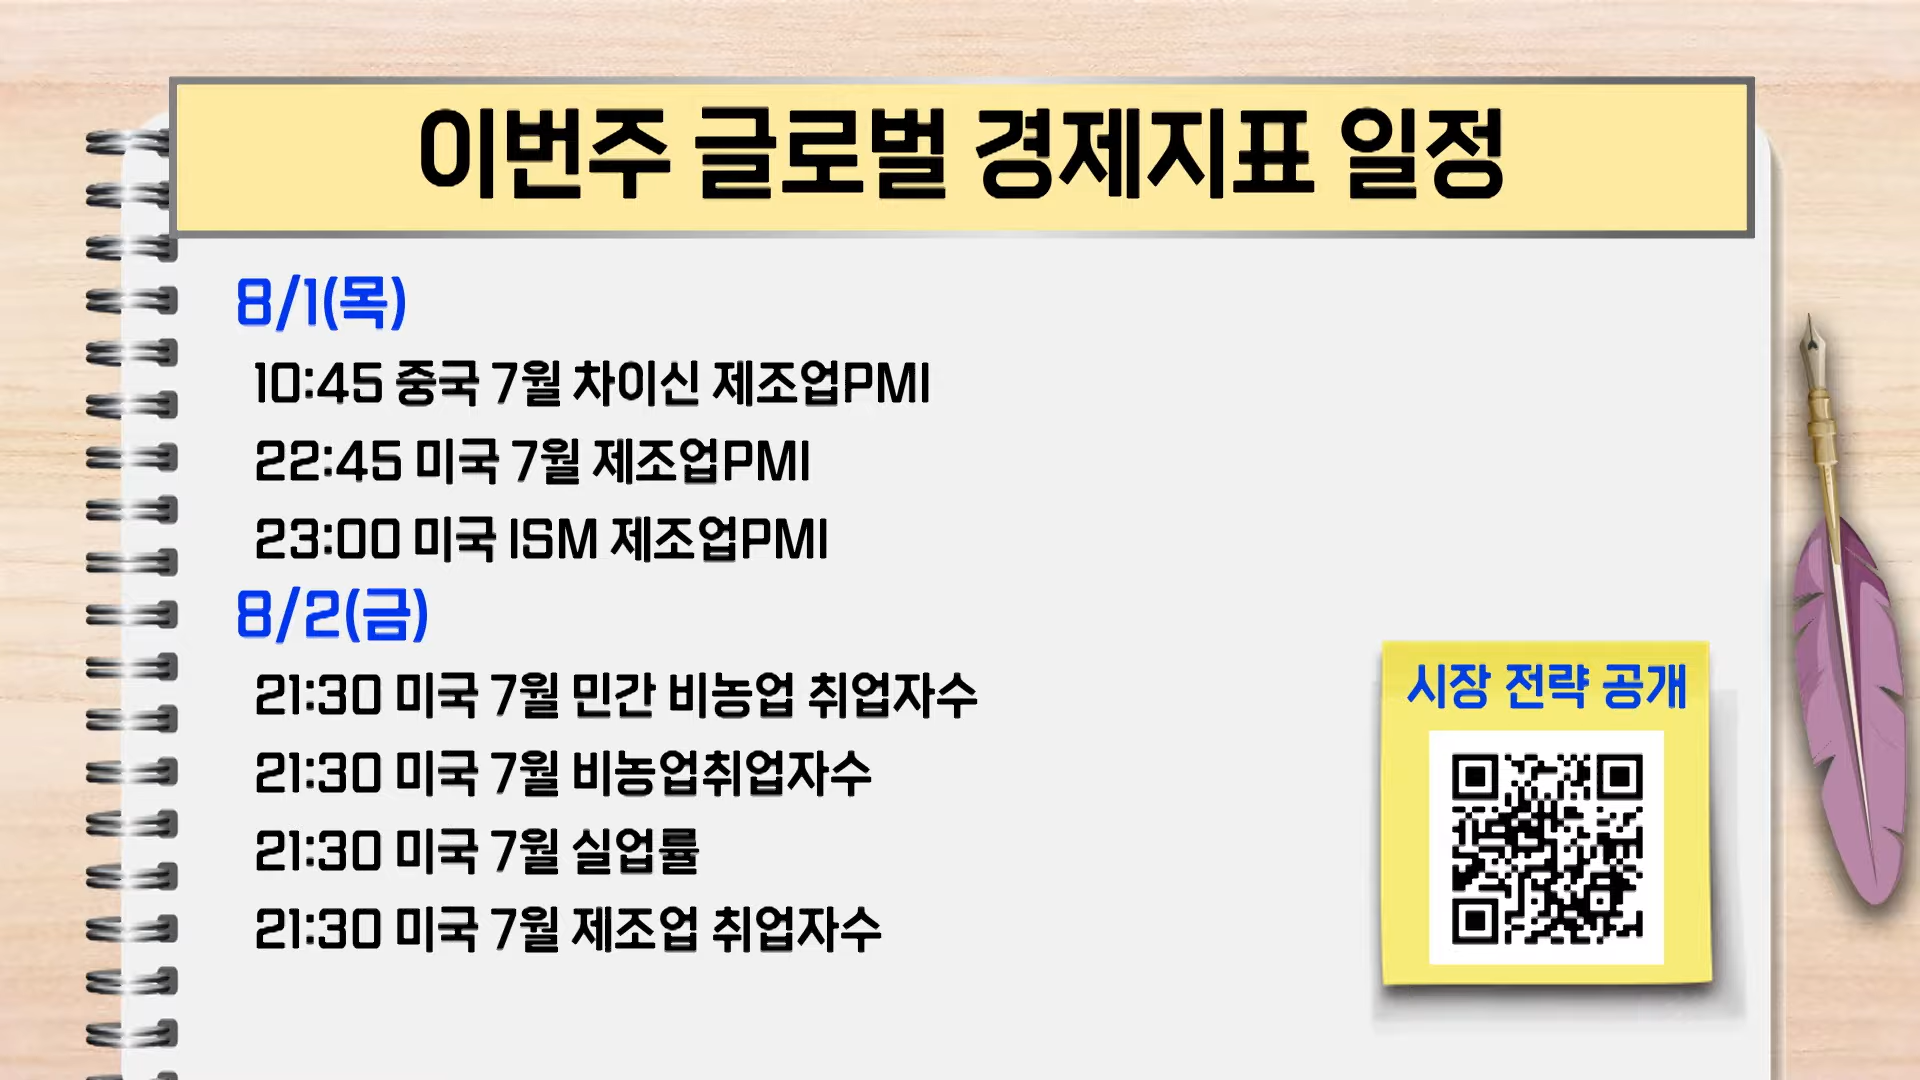 이번주 글로벌 경제지표 일정
8/1(목)
10:45 중국 7월 차이신 제조업PMI
22:45 미국 7월 제조업PMI
23:00 미국 ISM 제조업PMI
8/2(금)
21:30 미국 7월 민간 비농업 취업자수
21:30 미국 7월 비농업취업자수
21:30 미국 7월 실업률
21:30 미국 7월 제조업 취업자수
시장 전략 공개